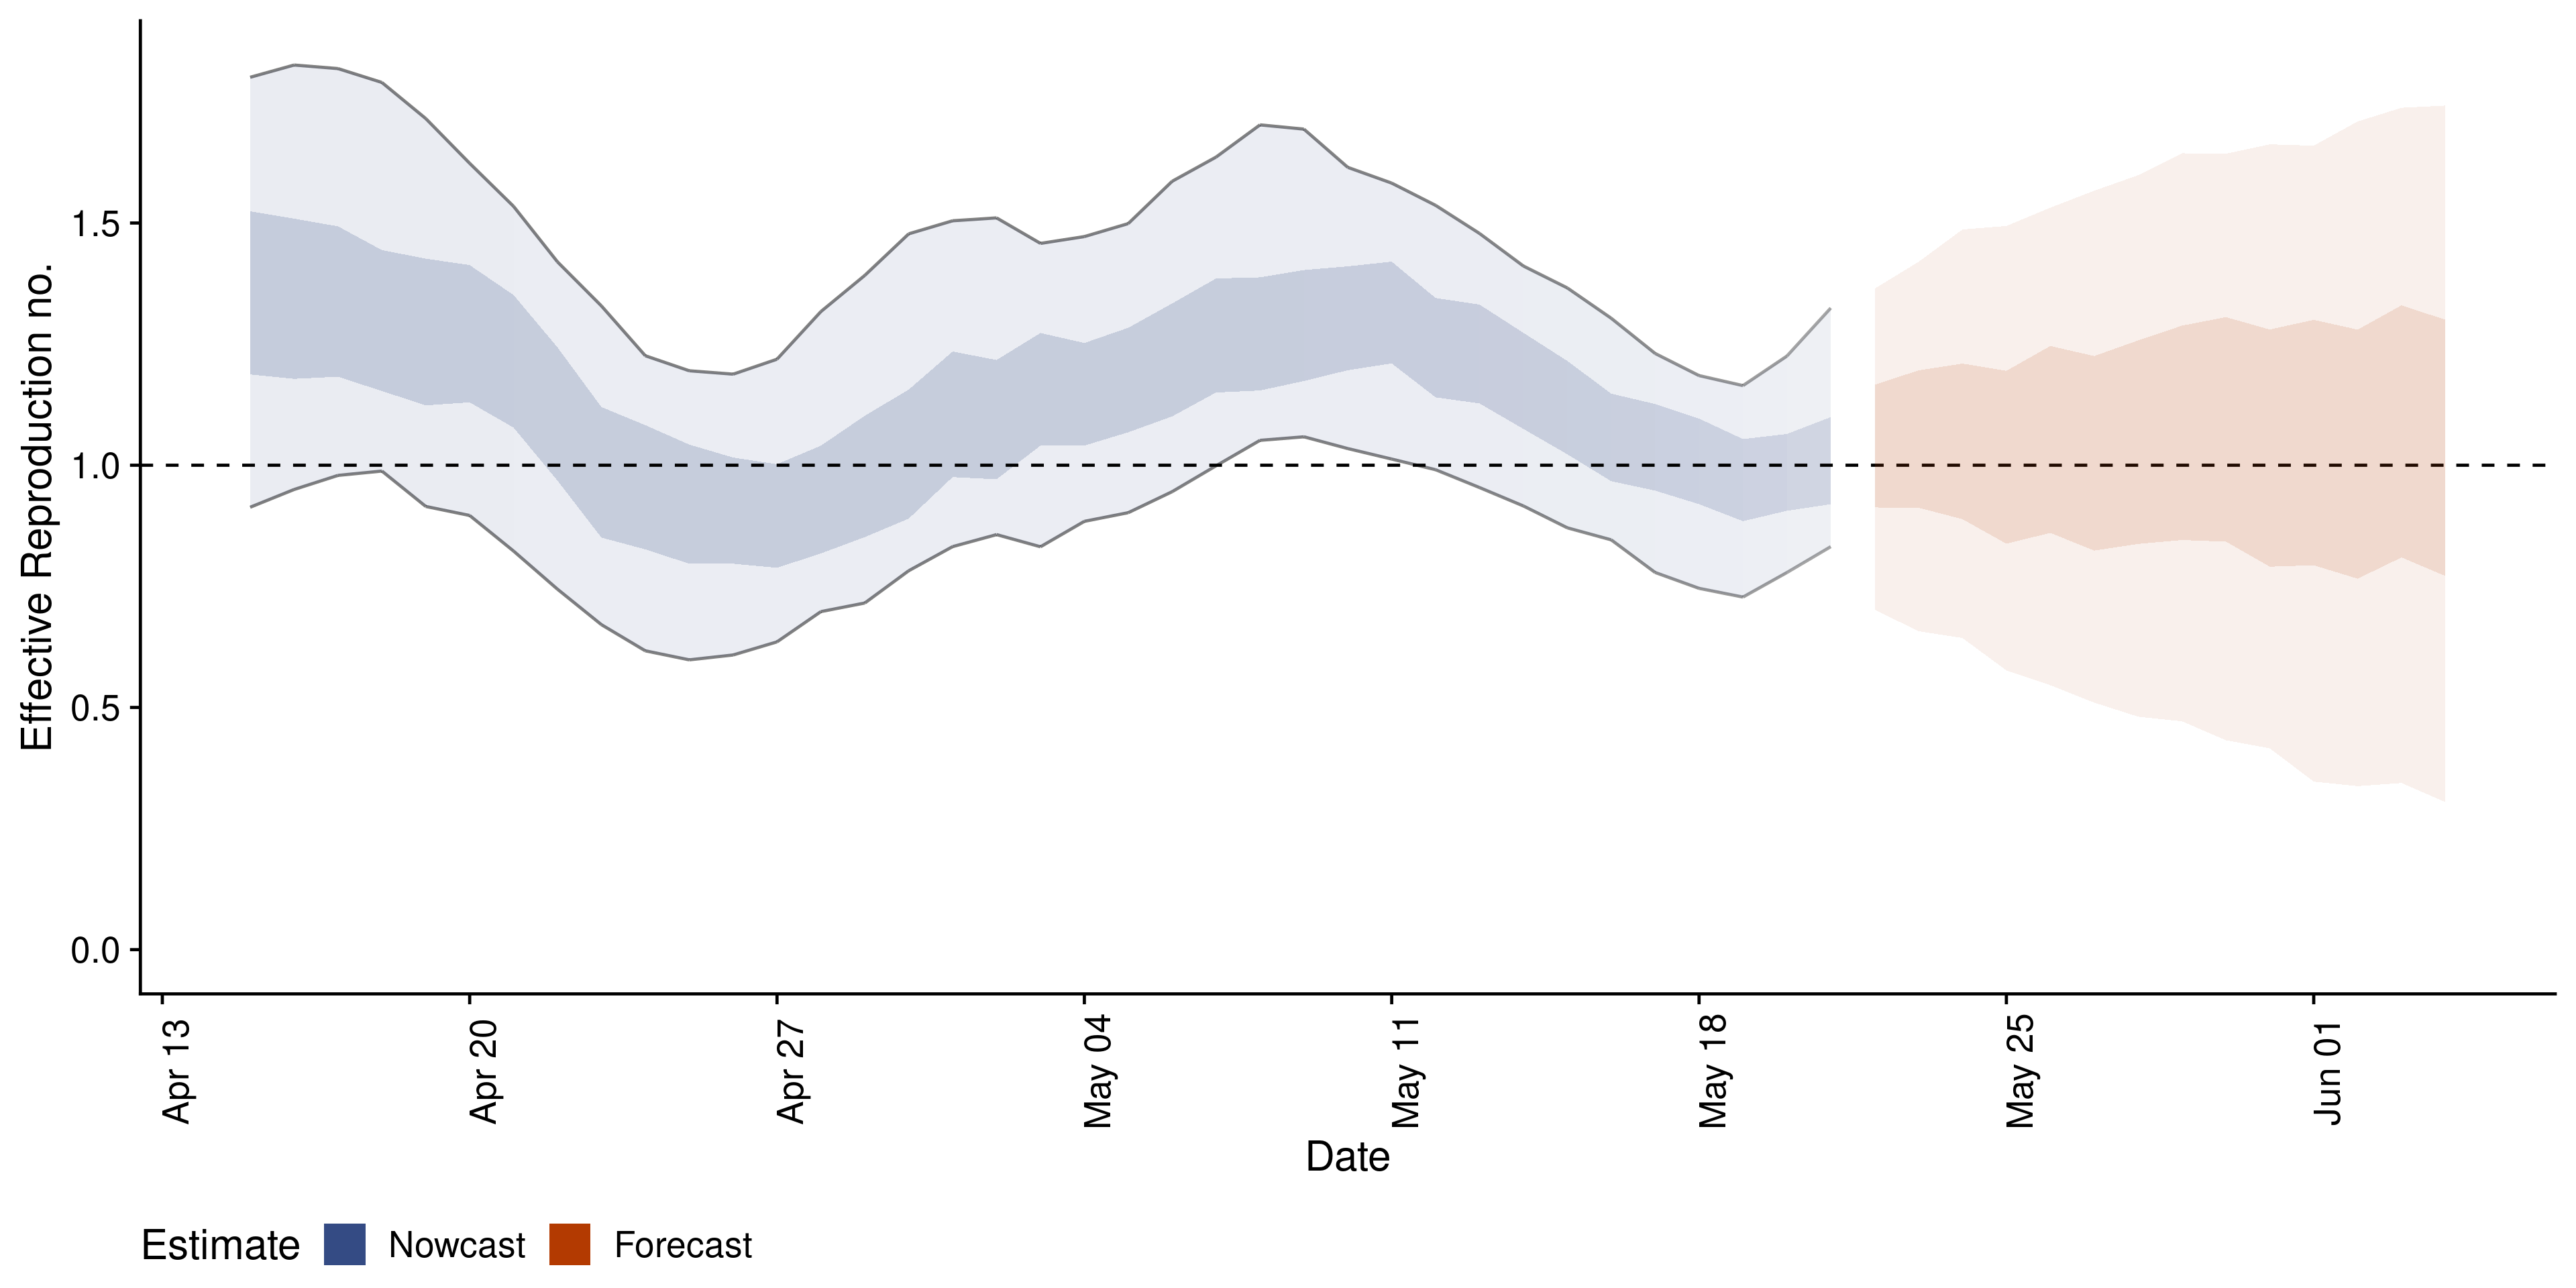 Effective Reproduction no.
1.5
1.0
0.5
0.0
Apr 13
Apr 20
Apr 27
May 04
May 11
May 18
May 25
Jun 01
Date
Estimate Nowcast Forecast